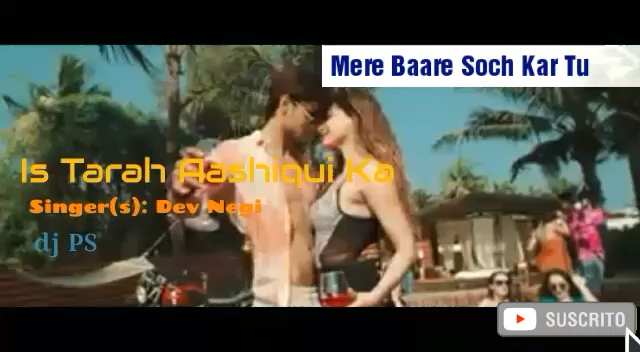 Mere Baare Soch Kar Tu
Is Tarah Aashiqui Ka
Singer(s): Dev Negi
dj PS
SUSCRITO